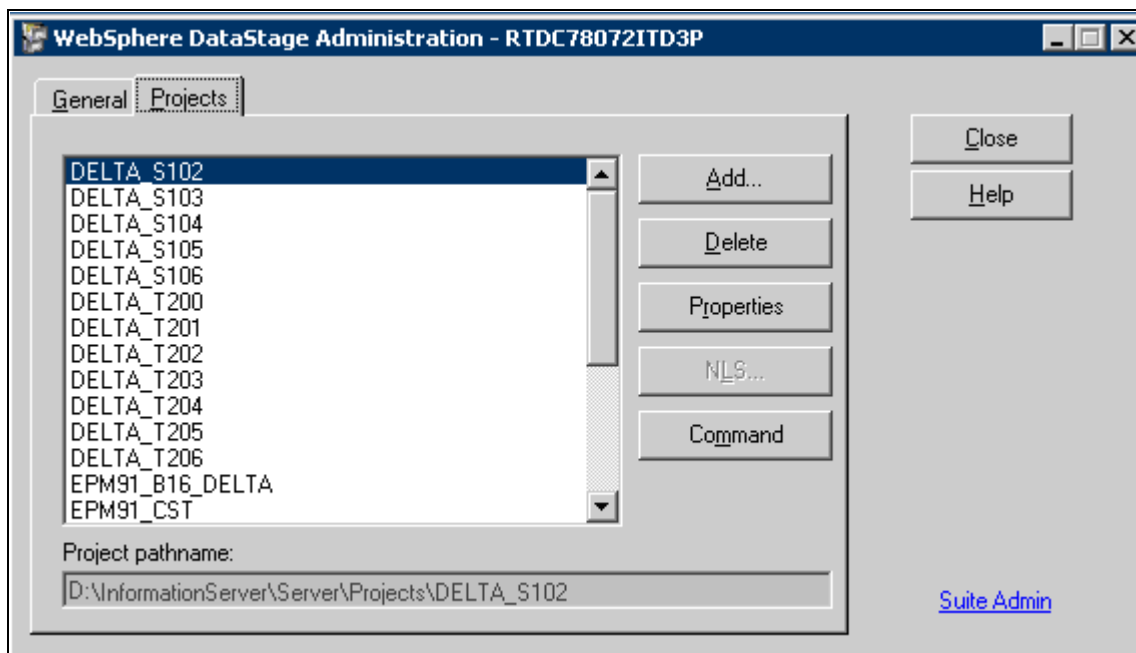 WebSphere DataStage Administration - RTDC78072ITD3P
General
Projects
DELTA_S102
DELTA_S103
DELTA_S104
DELTA_S105
DELTA_S106
DELTA_T200
DELTA_T201
DELTA_T202
DELTA_T203
DELTA_T204
DELTA_T205
DELTA_T206
EPM91_B16_DELTA
EPM91_CST
Add...
Delete
Properties
NLS...
Command
Project pathname:
D:\InformationServer\Server\Projects\DELTA_S102
Close
Help
Suite Admin